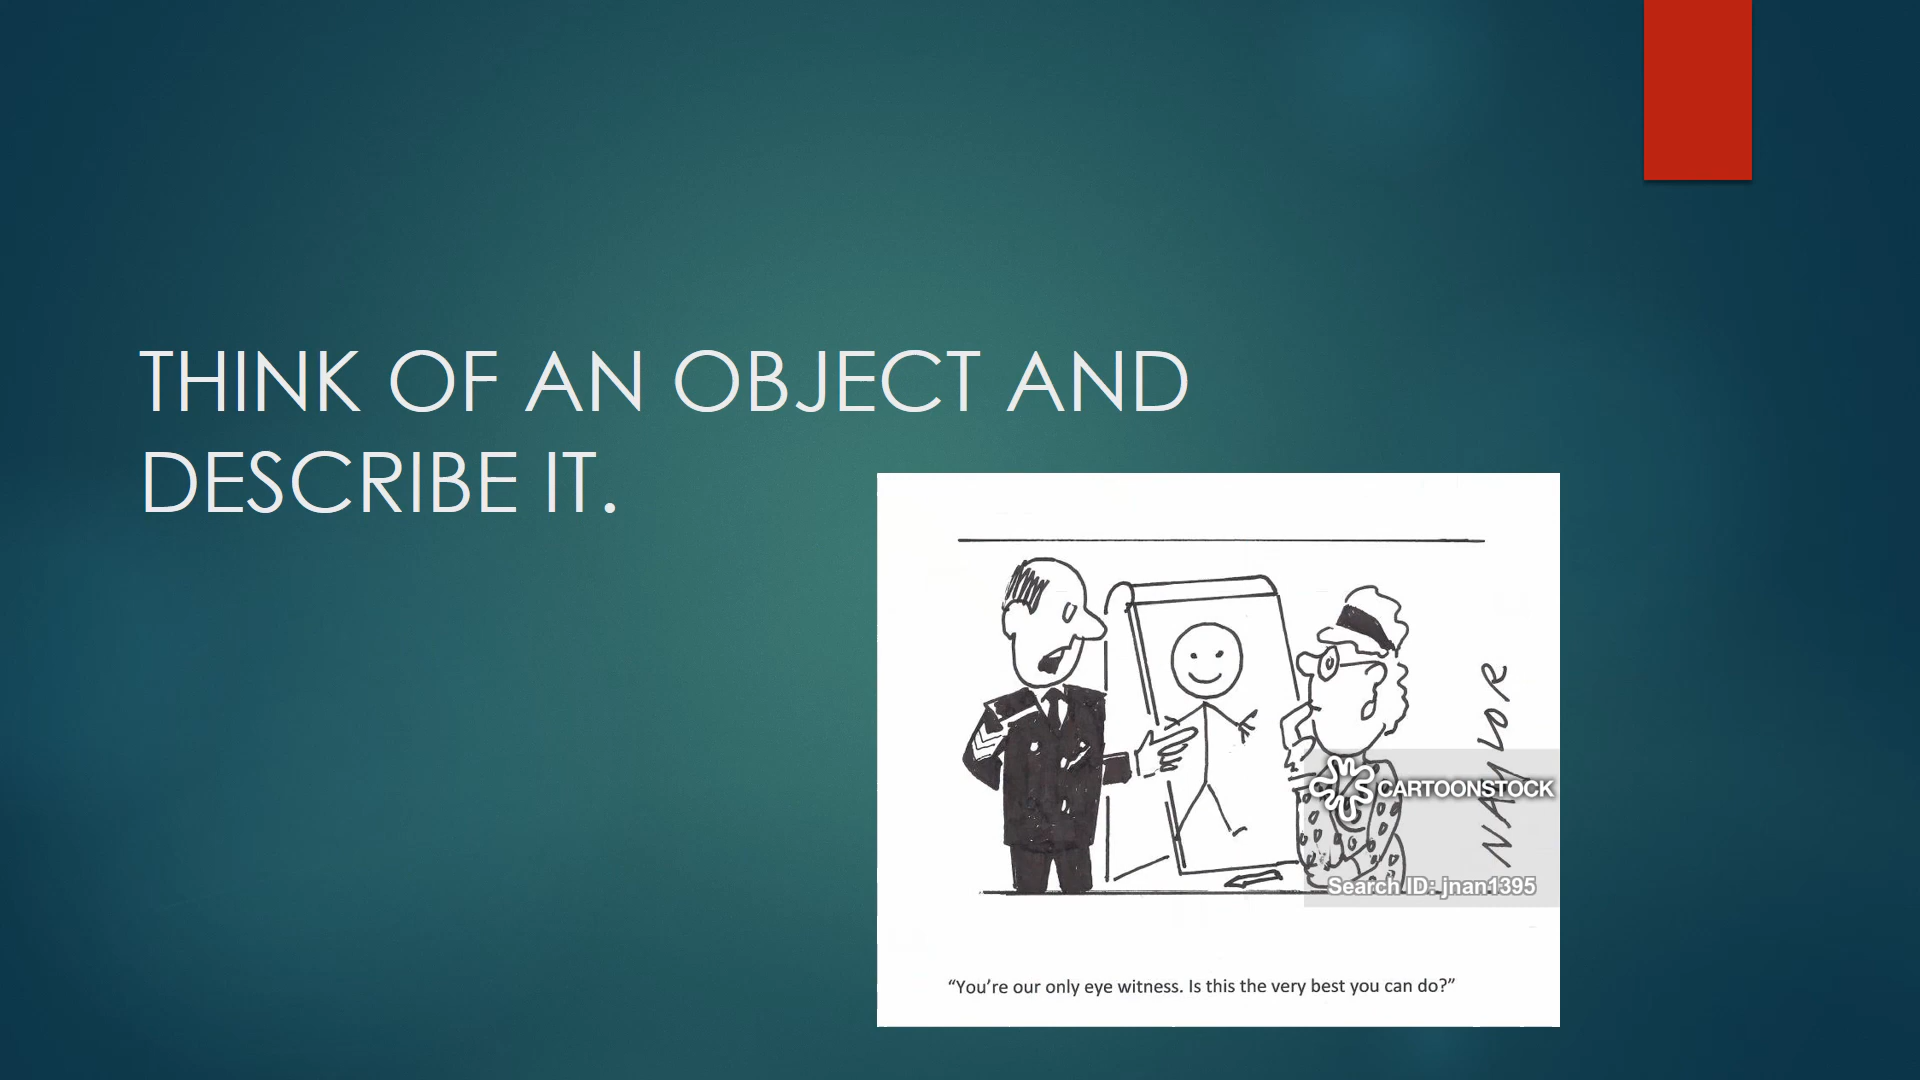 THINK OF AN OBJECT AND
DESCRIBE IT.
NAYLOR
CARTOONSTOCK
Search ID: jnan1395
“You’re our only eye witness. Is this the very best you can do?”